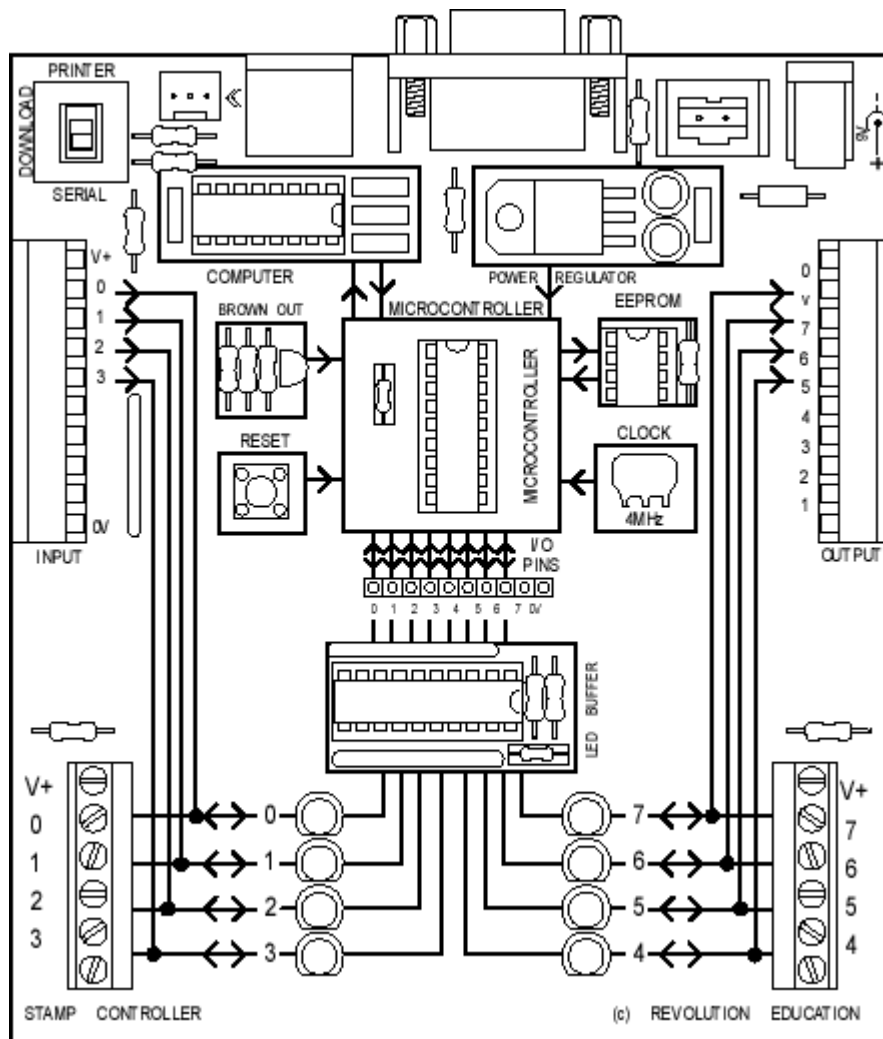 PRINTER
DOWNLOAD
SERIAL
9V
- +
COMPUTER
POWER REGULATOR
V+
0
1
2
3
0V
INPUT
BROWN OUT
MICROCONTROLLER
EEPROM
MICROCONTROLLER
RESET
CLOCK
4MHz
0
v
7
6
5
4
3
2
1
OUTPUT
I/O
PINS
0 1 2 3 4 5 6 7 0V
LED BUFFER
V+
0
1
2
3
0
1
2
3
7
6
5
4
V+
7
6
5
4
STAMP CONTROLLER
(c) REVOLUTION EDUCATION